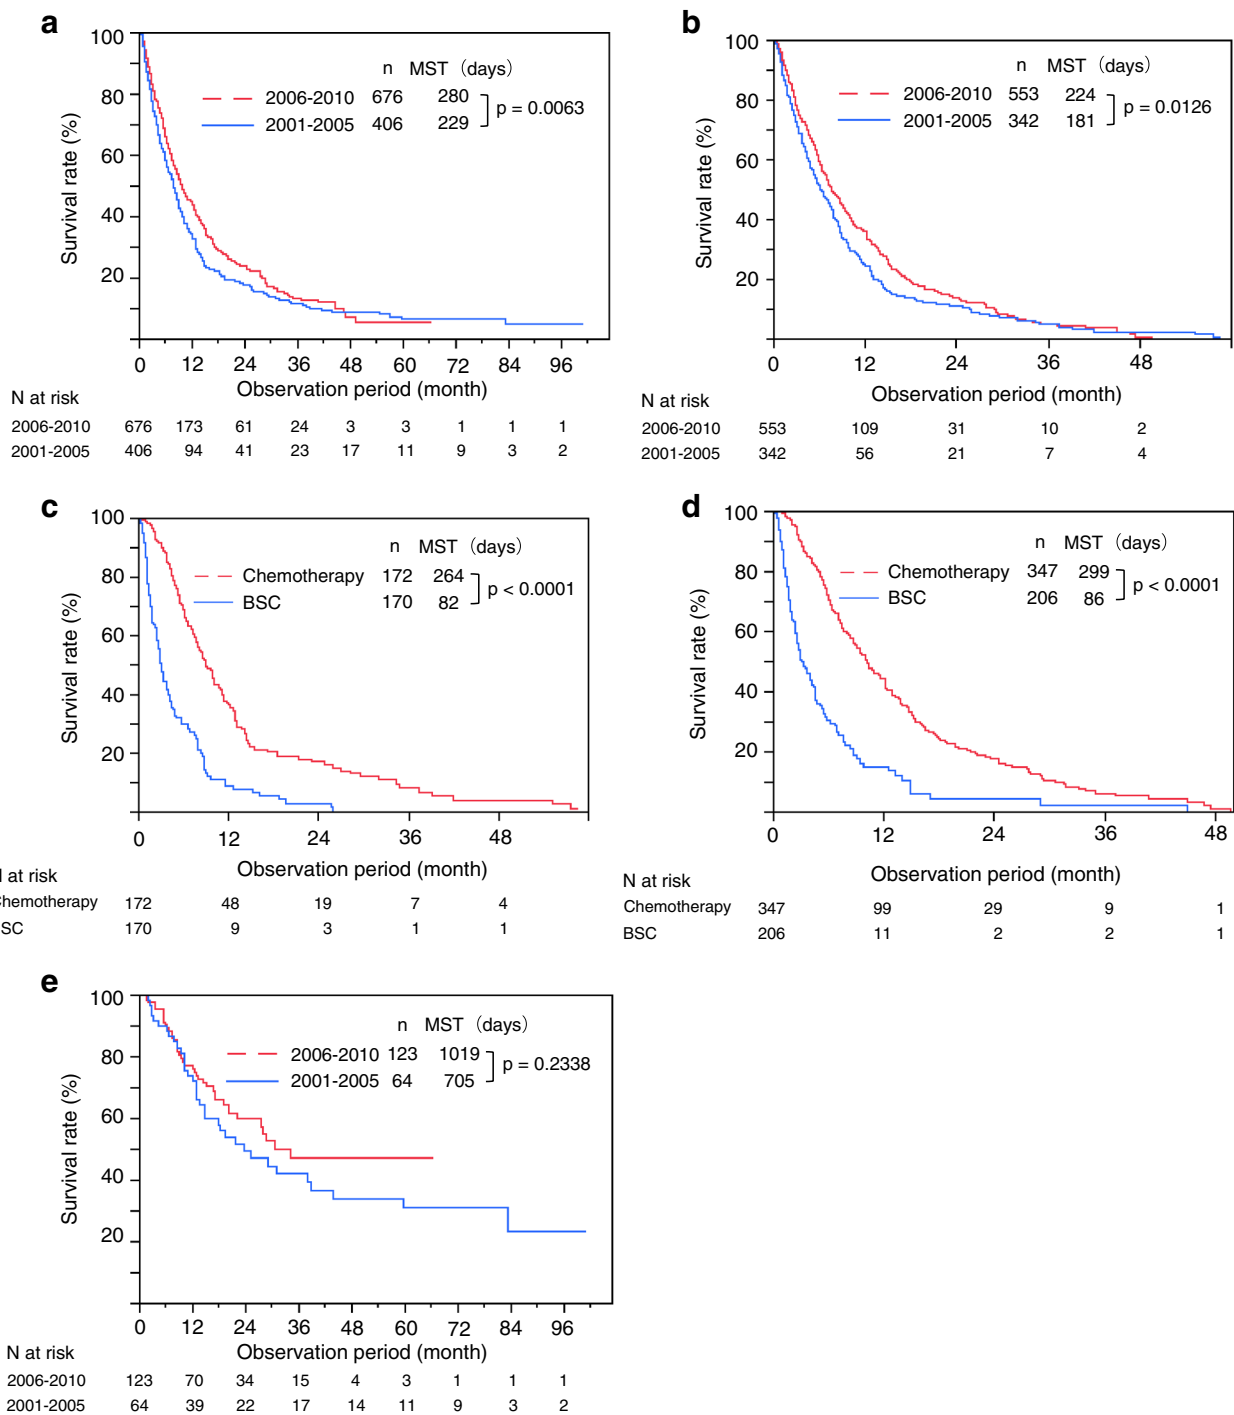 a
n MST (days)
2006-2010 676 280
2001-2005 406 229
p = 0.0063
Survival rate (%)
100
80
60
40
20
0 12 24 36 48 60 72 84 96
Observation period (month)
N at risk
2006-2010 676 173 61 24 3 3 1 1 1
2001-2005 406 94 41 23 17 11 9 3 2
b
n MST (days)
2006-2010 553 224
2001-2005 342 181
p = 0.0126
Survival rate (%)
100
80
60
40
20
0 12 24 36 48
Observation period (month)
N at risk
2006-2010 553 109 31 10 2
2001-2005 342 56 21 7 4
c
n MST (days)
Chemotherapy 172 264
BSC 170 82
p < 0.0001
Survival rate (%)
100
80
60
40
20
0 12 24 36 48
Observation period (month)
at risk
hemotherapy 172 48 19 7 4
SC 170 9 3 1 1
d
n MST (days)
Chemotherapy 347 299
BSC 206 86
p < 0.0001
Survival rate (%)
100
80
60
40
20
0 12 24 36 48
Observation period (month)
N at risk
Chemotherapy 347 99 29 9 1
BSC 206 11 2 2 1
e
n MST (days)
2006-2010 123 1019
2001-2005 64 705
p = 0.2338
Survival rate (%)
100
80
60
40
20
0 12 24 36 48 60 72 84 96
Observation period (month)
N at risk
2006-2010 123 70 34 15 4 3 1 1 1
2001-2005 64 39 22 17 14 11 9 3 2